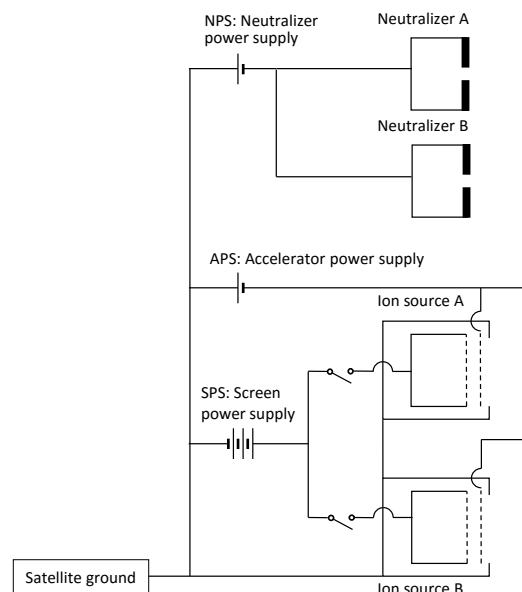 NPS: Neutralizer
power supply
Neutralizer A
Neutralizer B
APS: Accelerator power supply
Ion source A
SPS: Screen
power supply
Satellite ground
Ion source B